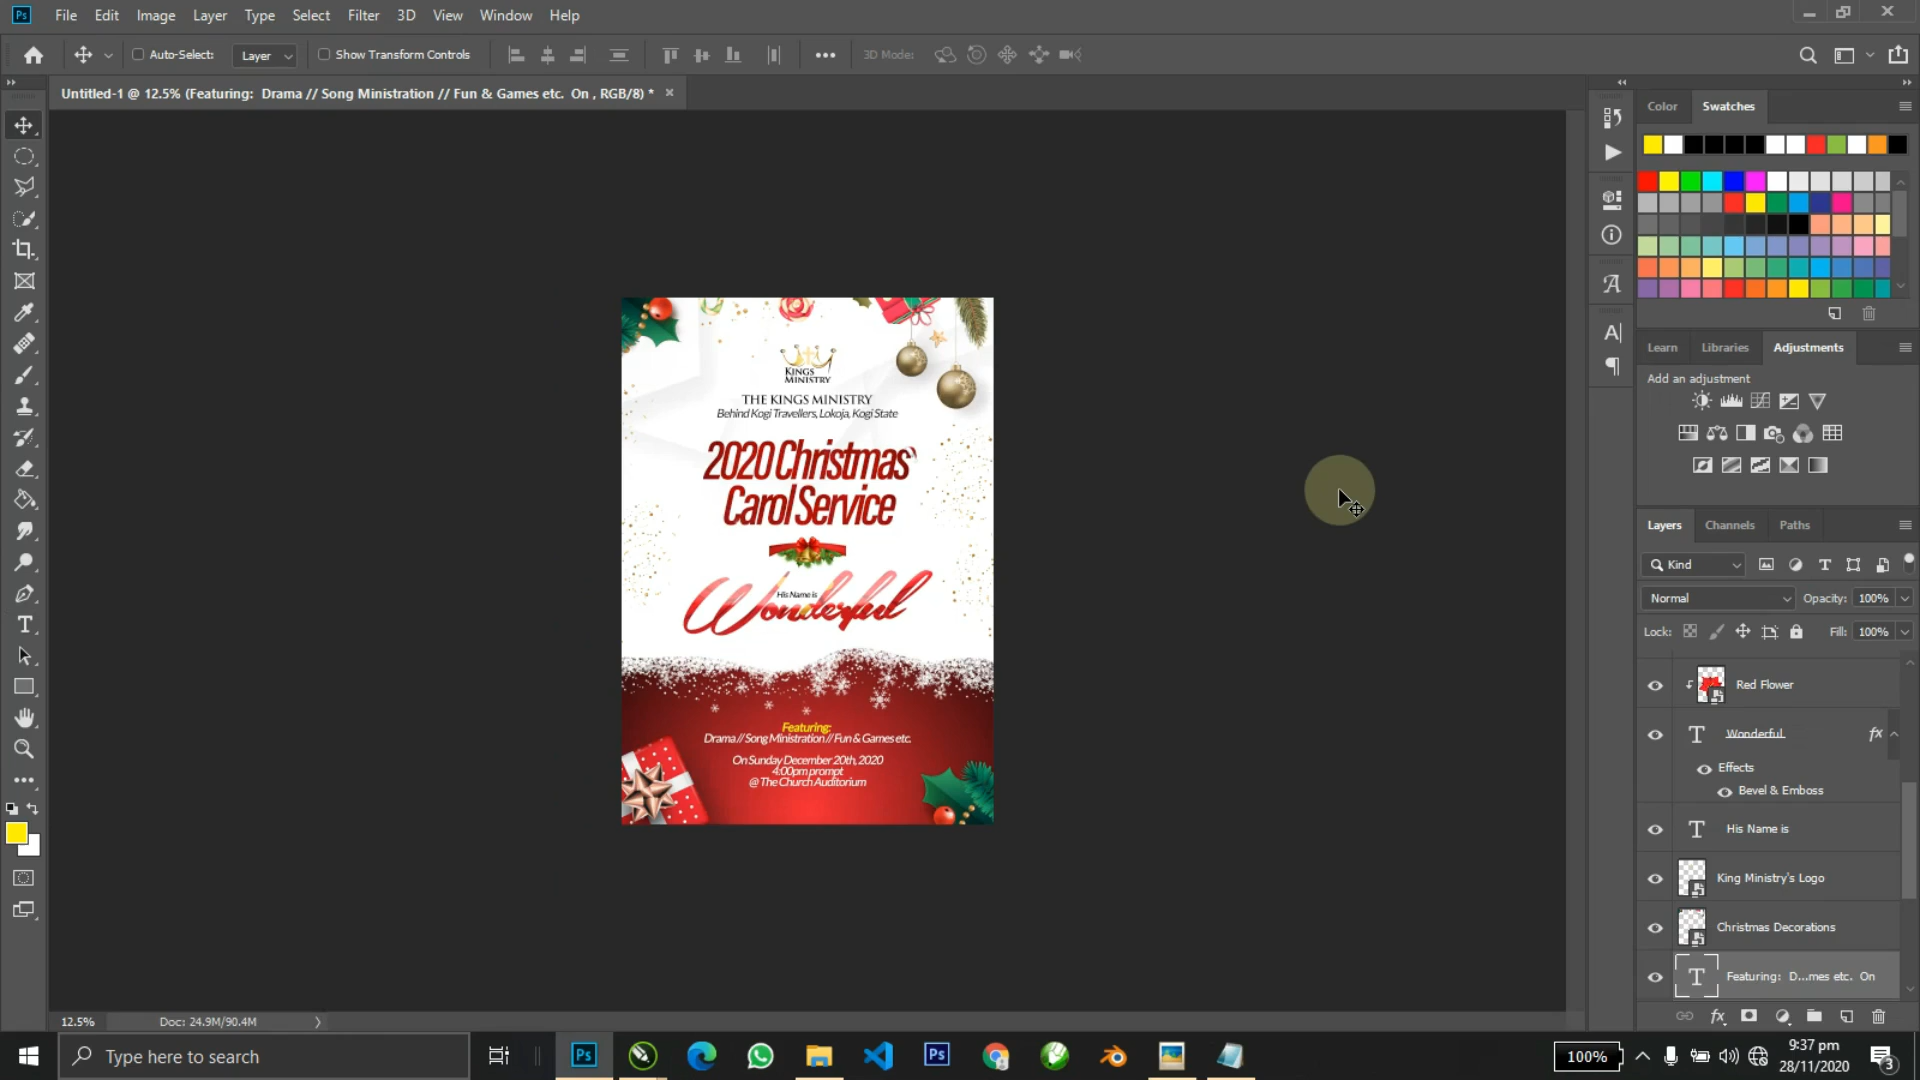 Ps File Edit Image Layer Type Select Filter 3D View Window Help
Auto-Select: Layer Show Transform Controls 3D Mode:
Untitled-1 @ 12.5% (Featuring: Drama // Song Ministration // Fun & Games etc. On , RGB/8) *
KINGS
MINISTRY
THE KINGS MINISTRY
Behind Kogi Travellers, Lokoja, Kogi State
2020 Christmas
Carol Service
His Name is
Wonderful
Featuring:
Drama // Song Ministration // Fun & Games etc.
On Sunday December 20th, 2020
4:00pm prompt
@ The Church Auditorium
Color Swatches
Learn Libraries Adjustments
Add an adjustment
Layers Channels Paths
Kind
Normal Opacity: 100%
Lock: Fill: 100%
Red Flower
Wonderful fx
Effects
Bevel & Emboss
His Name is
King Ministry's Logo
Christmas Decorations
Featuring: D...mes etc. On
12.5% Doc: 24.9M/90.4M
Type here to search
Ps
Ps
100%
9:37 pm
28/11/2020
3